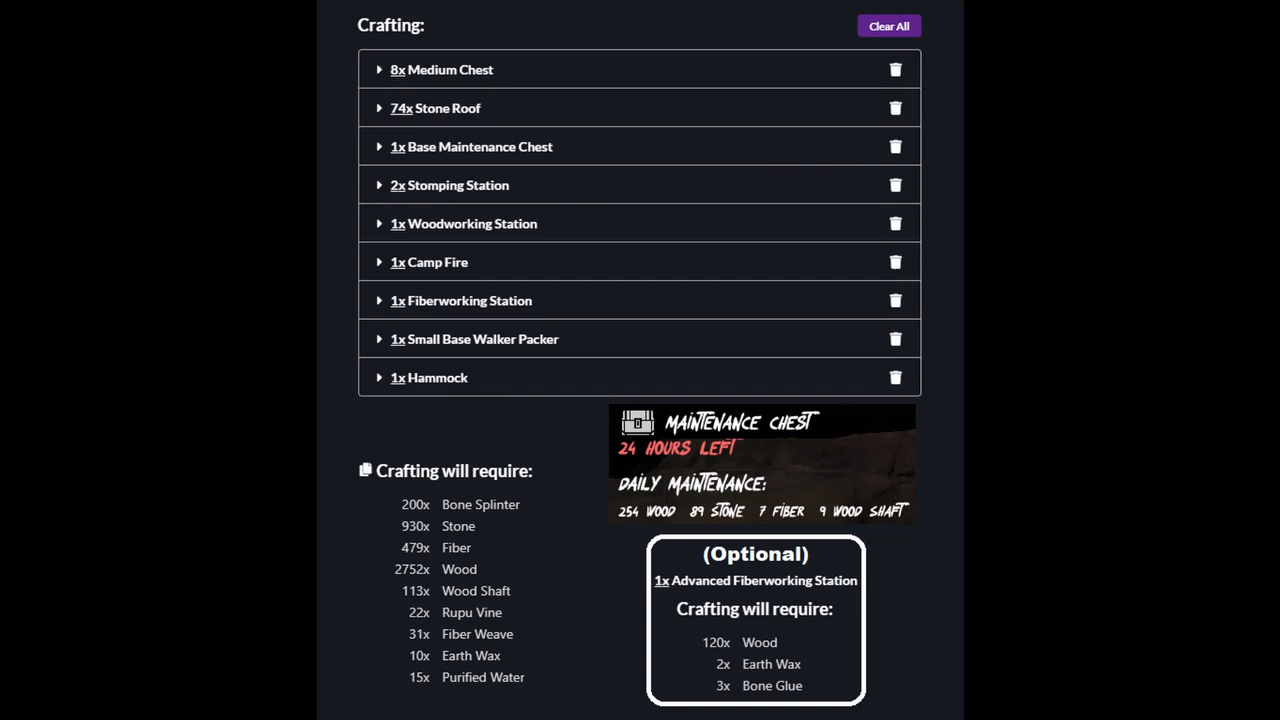 Crafting:
Clear All
8x Medium Chest
74x Stone Roof
1x Base Maintenance Chest
2x Stomping Station
1x Woodworking Station
1x Camp Fire
1x Fiberworking Station
1x Small Base Walker Packer
1x Hammock
MAINTENANCE CHEST
24 HOURS LEFT
DAILY MAINTENANCE:
254 WOOD 89 STONE 7 FIBER 9 WOOD SHAFT
Crafting will require:
200x Bone Splinter
930x Stone
479x Fiber
2752x Wood
113x Wood Shaft
22x Rupu Vine
31x Fiber Weave
10x Earth Wax
15x Purified Water
(Optional)
1x Advanced Fiberworking Station
Crafting will require:
120x Wood
2x Earth Wax
3x Bone Glue